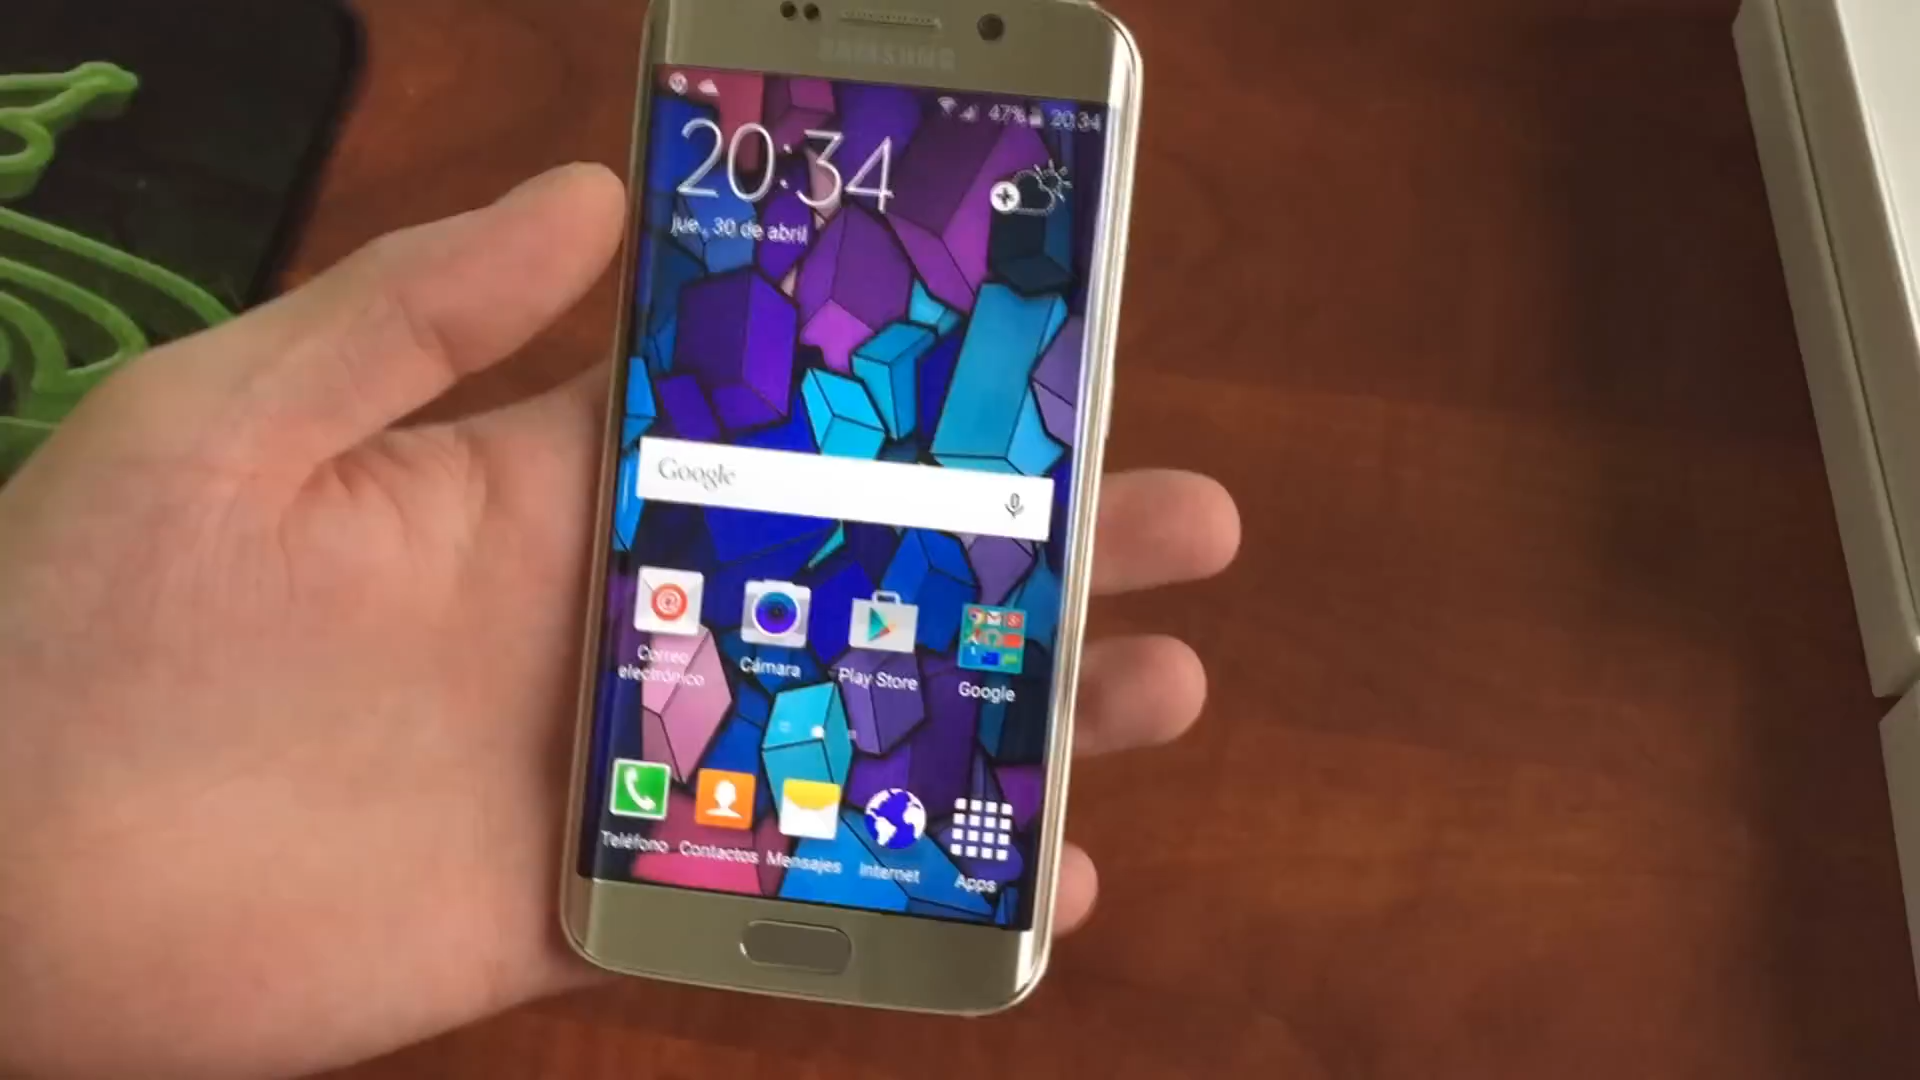 SAMSUNG
47% 20:34
20:34
jue., 30 de abril
Google
Correo electrónico
Cámara
Play Store
Google
Teléfono
Contactos
Mensajes
Internet
Apps